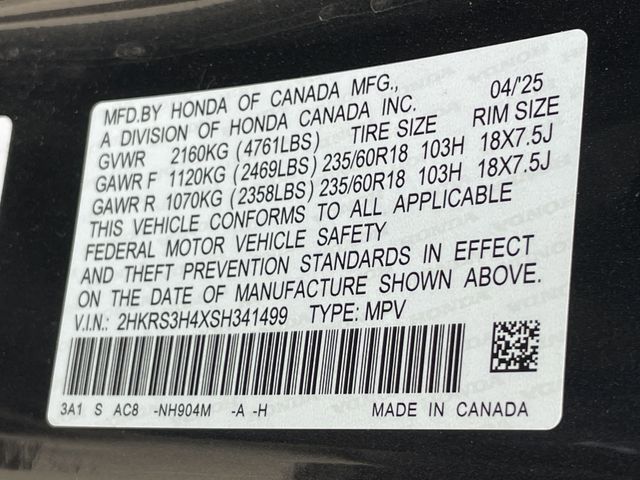 MFD.BY HONDA OF CANADA MFG., 04/'25
A DIVISION OF HONDA CANADA INC.
GVWR 2160KG (4761LBS) TIRE SIZE RIM SIZE
GAWR F 1120KG (2469LBS) 235/60R18 103H 18X7.5J
GAWR R 1070KG (2358LBS) 235/60R18 103H 18X7.5J
THIS VEHICLE CONFORMS TO ALL APPLICABLE
FEDERAL MOTOR VEHICLE SAFETY
AND THEFT PREVENTION STANDARDS IN EFFECT
ON THE DATE OF MANUFACTURE SHOWN ABOVE.
V.I.N.: 2HKRS3H4XSH341499 TYPE: MPV
3A1 S AC8 -NH904M -A -H MADE IN CANADA